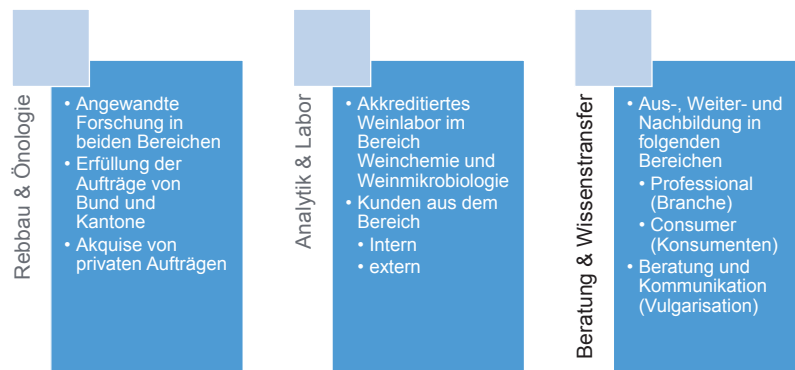 Rebbau & Önologie
• Angewandte
Forschung in
beiden Bereichen
• Erfüllung der
Aufträge von
Bund und
Kantone
• Akquise von
privaten Aufträgen
Analytik & Labor
• Akkreditiertes
Weinlabor im
Bereich
Weinchemie und
Weinmikrobiologie
• Kunden aus dem
Bereich
• Intern
• extern
Beratung & Wissenstransfer
• Aus-, Weiter- und
Nachbildung in
folgenden
Bereichen
• Professional
(Branche)
• Consumer
(Konsumenten)
• Beratung und
Kommunikation
(Vulgarisation)